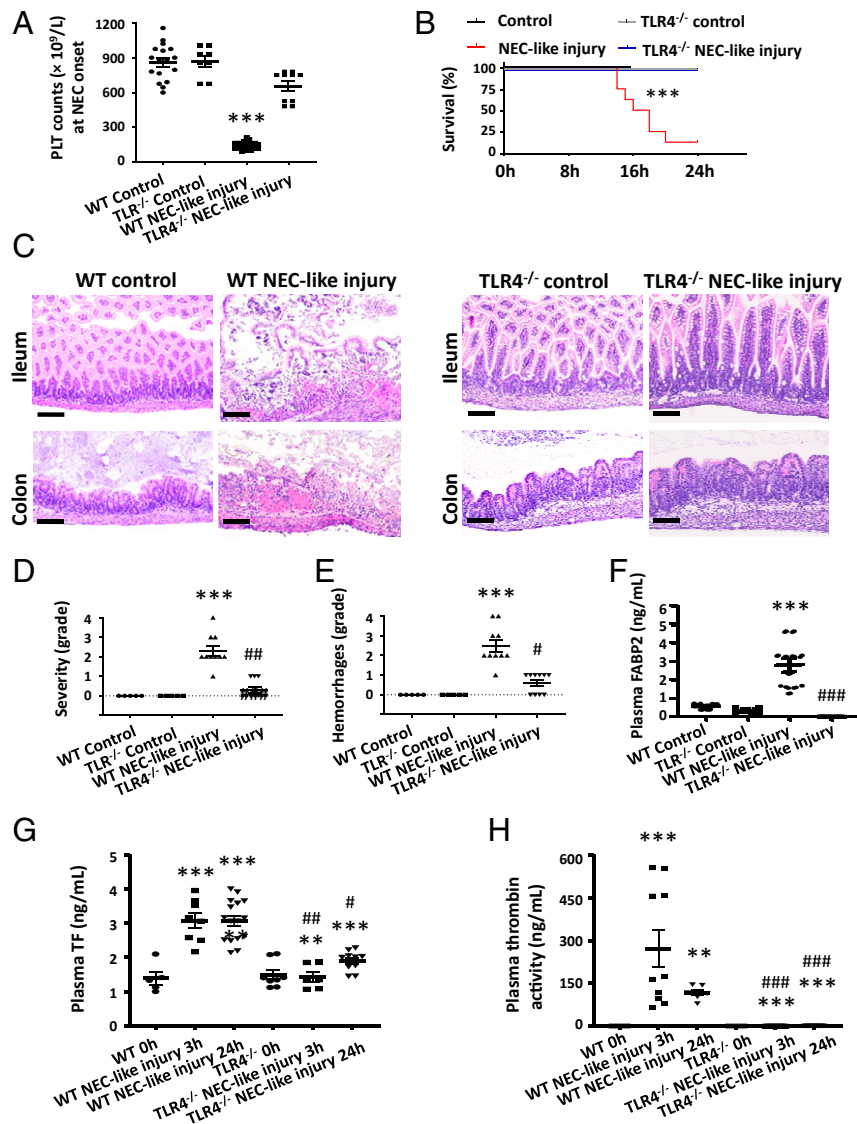 A
PLT counts (× 10⁹/L)
at NEC onset
1200
900
600
300
0
***
WT Control
TLR⁻/⁻ Control
WT NEC-like injury
TLR4⁻/⁻ NEC-like injury
B
Control
TLR4⁻/⁻ control
NEC-like injury
TLR4⁻/⁻ NEC-like injury
Survival (%)
100
75
50
25
0
***
0h 8h 16h 24h
C
WT control WT NEC-like injury TLR4⁻/⁻ control TLR4⁻/⁻ NEC-like injury
Ileum Ileum
Colon Colon
D
Severity (grade)
4
3
2
1
0
***
##
WT Control
TLR⁻/⁻ Control
WT NEC-like injury
TLR4⁻/⁻ NEC-like injury
E
Hemorrhages (grade)
4
3
2
1
0
***
#
WT Control
TLR⁻/⁻ Control
WT NEC-like injury
TLR4⁻/⁻ NEC-like injury
F
Plasma FABP2 (ng/mL)
6
5
4
3
2
1
0
***
###
WT Control
TLR⁻/⁻ Control
WT NEC-like injury
TLR4⁻/⁻ NEC-like injury
G
Plasma TF
(ng/mL)
5
4
3
2
1
0
***
***
**
##
**
#
***
WT 0h
WT NEC-like injury 3h
WT NEC-like injury 24h
TLR4⁻/⁻ 0h
TLR4⁻/⁻ NEC-like injury 3h
TLR4⁻/⁻ NEC-like injury 24h
H
Plasma thrombin
activity (ng/mL)
600
450
300
150
0
***
**
###
***
###
***
WT 0h
WT NEC-like injury 3h
WT NEC-like injury 24h
TLR4⁻/⁻ 0h
TLR4⁻/⁻ NEC-like injury 3h
TLR4⁻/⁻ NEC-like injury 24h